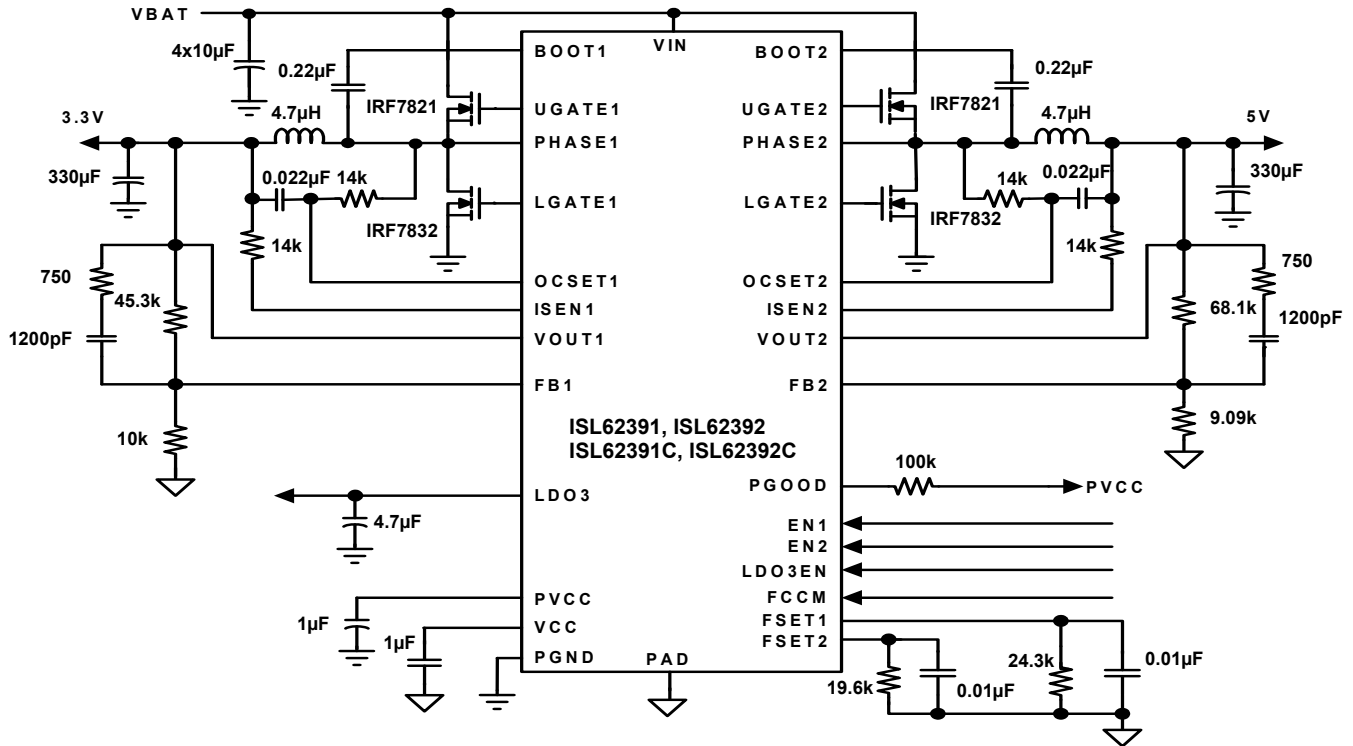 VBAT
4x10µF
0.22µF
BOOT1
VIN
BOOT2
0.22µF
IRF7821
UGATE1
UGATE2
IRF7821
3.3V
4.7µH
PHASE1
PHASE2
4.7µH
5V
330µF
0.022µF
14k
14k
0.022µF
330µF
IRF7832
LGATE1
LGATE2
IRF7832
14k
14k
750
45.3k
OCSET1
OCSET2
750
ISEN1
ISEN2
68.1k
1200pF
VOUT1
VOUT2
1200pF
FB1
FB2
10k
ISL62391, ISL62392
ISL62391C, ISL62392C
9.09k
LDO3
PGOOD
100k
PVCC
4.7µF
EN1
EN2
LDO3EN
PVCC
FCCM
1µF
VCC
FSET1
1µF
FSET2
PGND
PAD
19.6k
0.01µF
24.3k
0.01µF